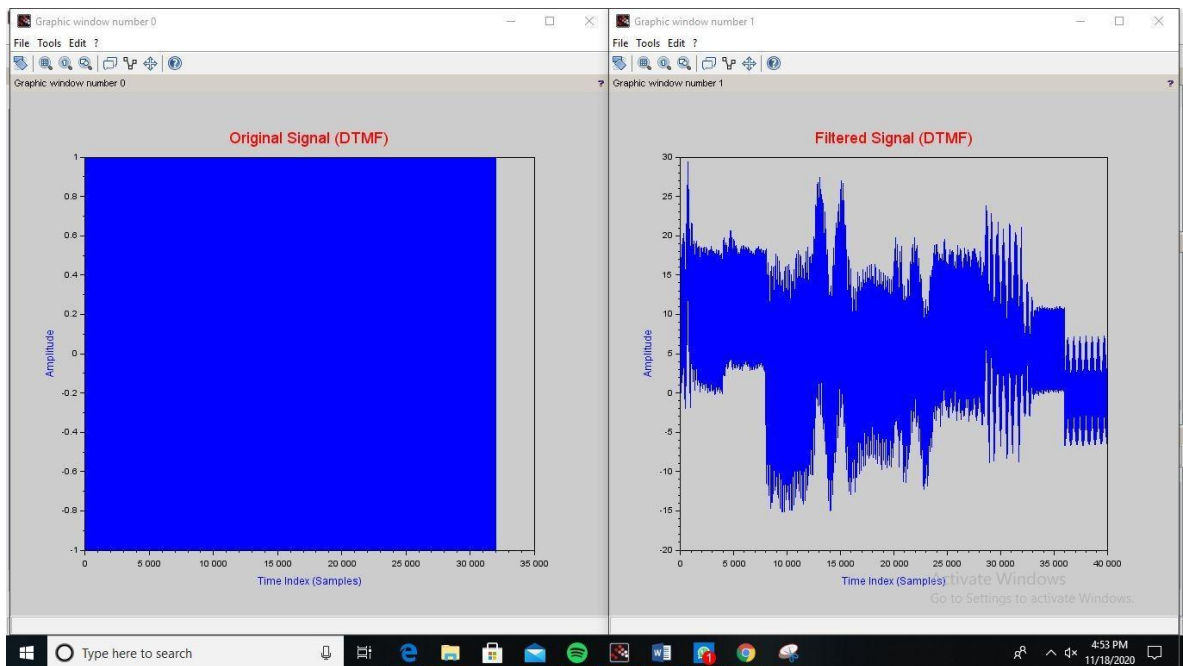 Graphic window number 0
File Tools Edit ?
Graphic window number 0
?
Original Signal (DTMF)
Amplitude
1
0.8
0.6
0.4
0.2
0
-0.2
-0.4
-0.6
-0.8
-1
0 5 000 10 000 15 000 20 000 25 000 30 000 35 000
Time Index (Samples)
Graphic window number 1
File Tools Edit ?
Graphic window number 1
?
Filtered Signal (DTMF)
Amplitude
30
25
20
15
10
5
0
-5
-10
-15
-20
0 5 000 10 000 15 000 20 000 25 000 30 000 35 000 40 000
Time Index (Samples)
Activate Windows
Go to Settings to activate Windows.
Type here to search
4:53 PM
11/18/2020